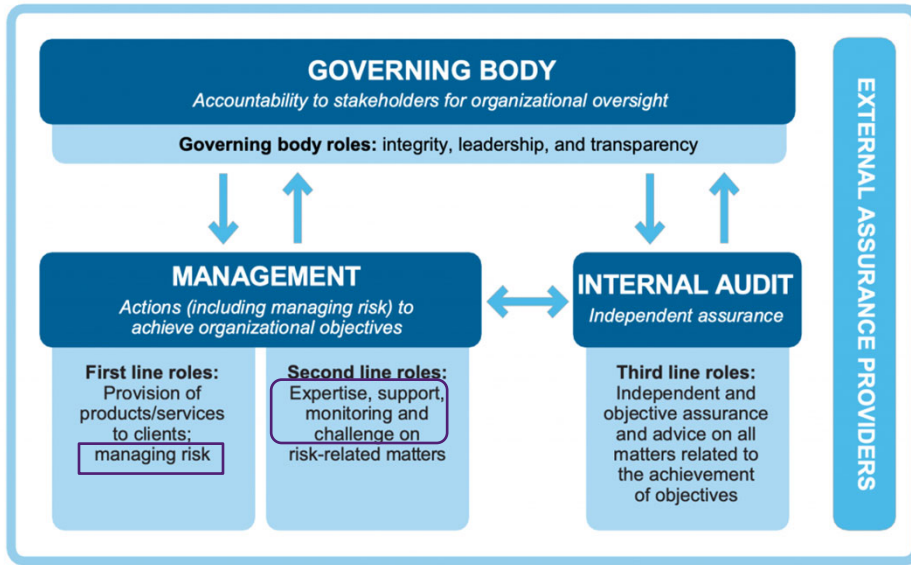 GOVERNING BODY
Accountability to stakeholders for organizational oversight
Governing body roles: integrity, leadership, and transparency
MANAGEMENT
Actions (including managing risk) to
achieve organizational objectives
First line roles:
Provision of
products/services
to clients;
managing risk
Second line roles:
Expertise, support,
monitoring and
challenge on
risk-related matters
INTERNAL AUDIT
Independent assurance
Third line roles:
Independent and
objective assurance
and advice on all
matters related to
the achievement
of objectives
EXTERNAL ASSURANCE PROVIDERS